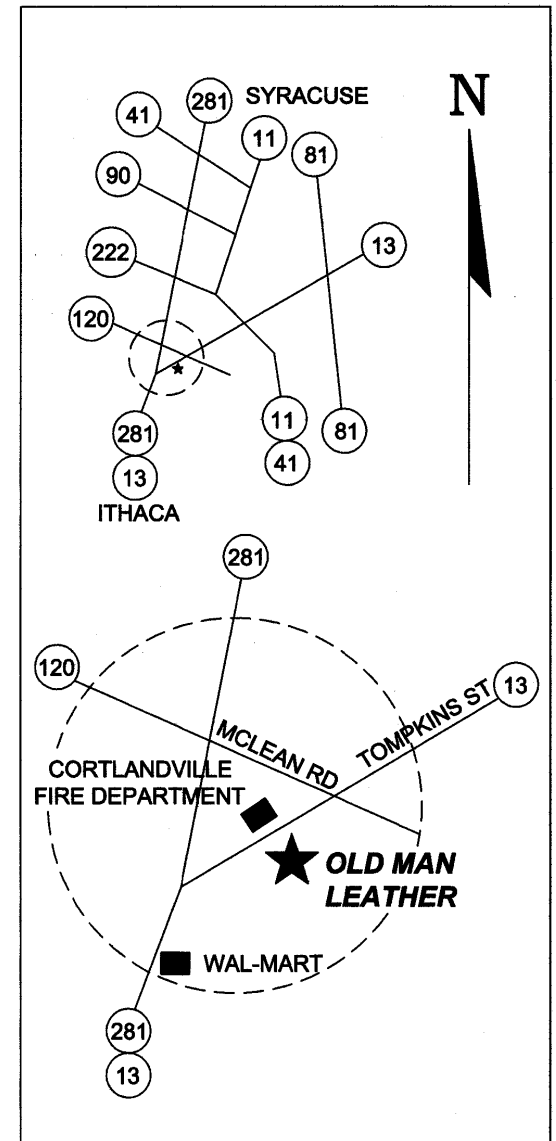 281
SYRACUSE
N
41
11
81
90
222
13
120
11
81
281
41
13
ITHACA
281
120
13
TOMPKINS ST
MCLEAN RD
CORTLANDVILLE
FIRE DEPARTMENT
OLD MAN
LEATHER
WAL-MART
281
13